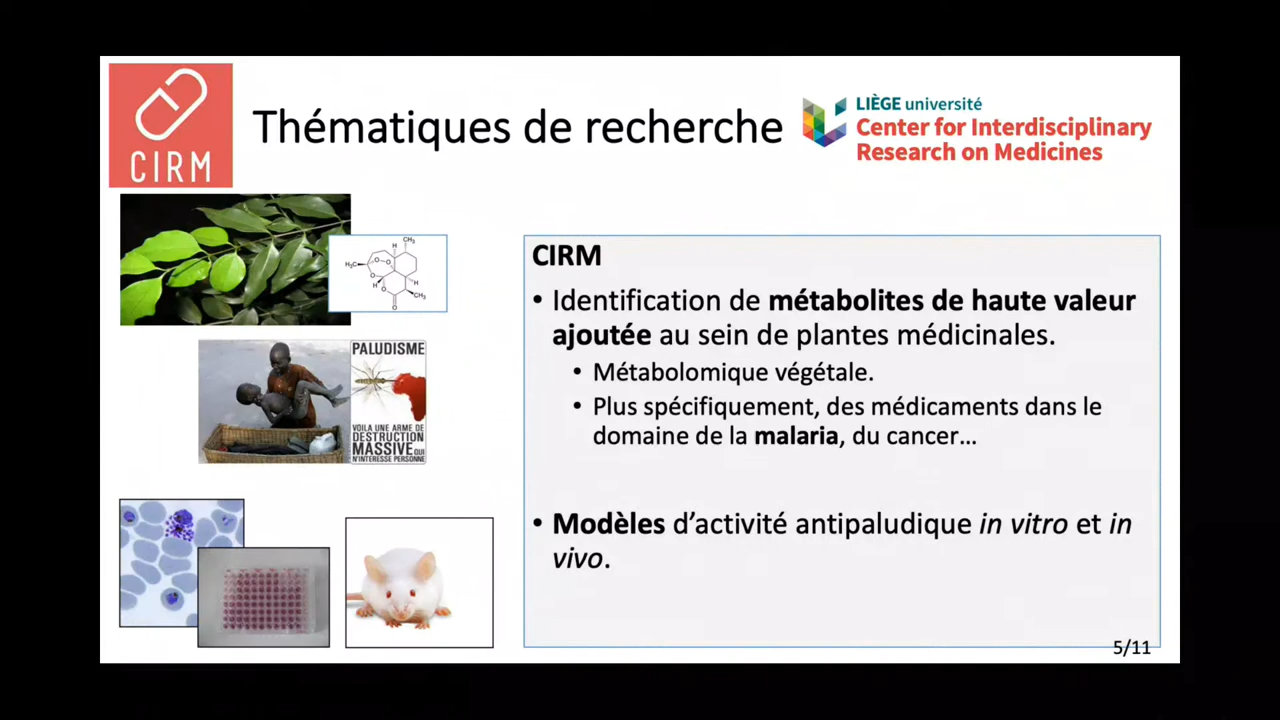 CIRM
Thématiques de recherche
LIÈGE université
Center for Interdisciplinary
Research on Medicines
CH₃
H
H₃C
O
O
O
H
O
H
CH₃
O
PALUDISME
VOILA UNE ARME DE
DESTRUCTION
MASSIVE QUI
N'INTERESSE PERSONNE
CIRM
• Identification de métabolites de haute valeur
ajoutée au sein de plantes médicinales.
• Métabolomique végétale.
• Plus spécifiquement, des médicaments dans le
domaine de la malaria, du cancer…
• Modèles d’activité antipaludique in vitro et in
vivo.
5/11